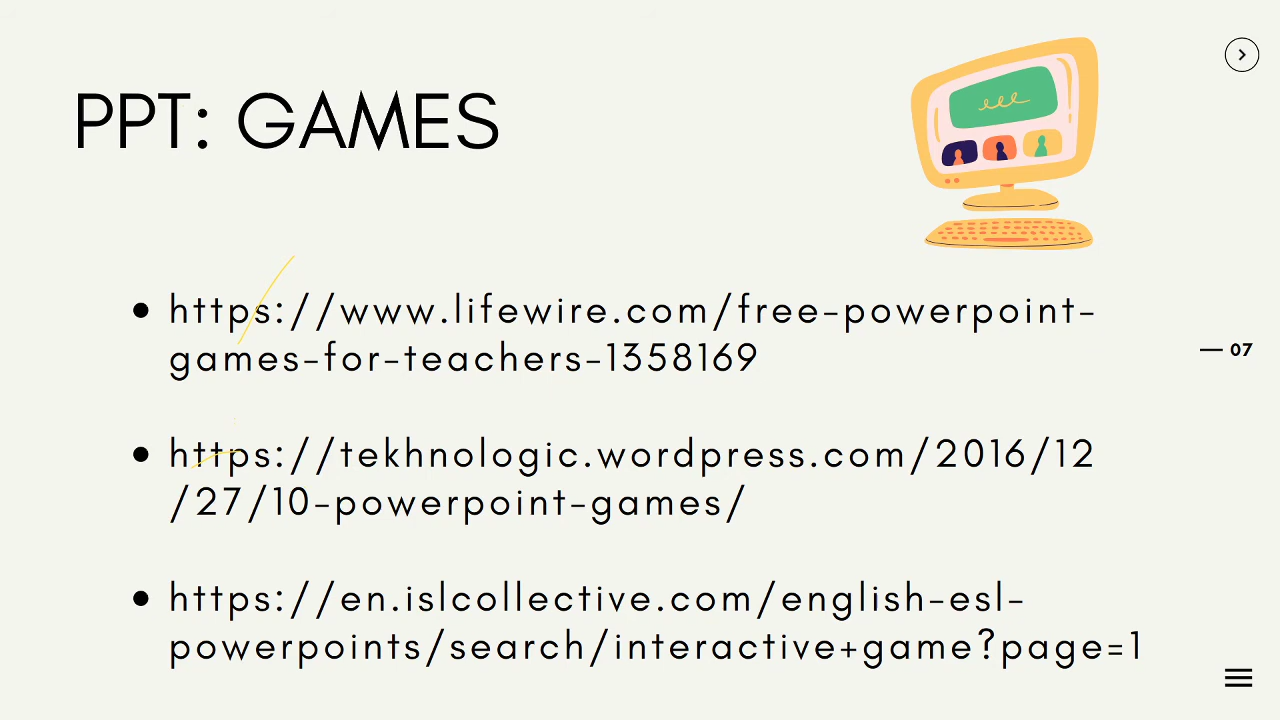 PPT: GAMES
https://www.lifewire.com/free-powerpoint-
games-for-teachers-1358169
— 07
https://tekhnologic.wordpress.com/2016/12
/27/10-powerpoint-games/
https://en.islcollective.com/english-esl-
powerpoints/search/interactive+game?page=1